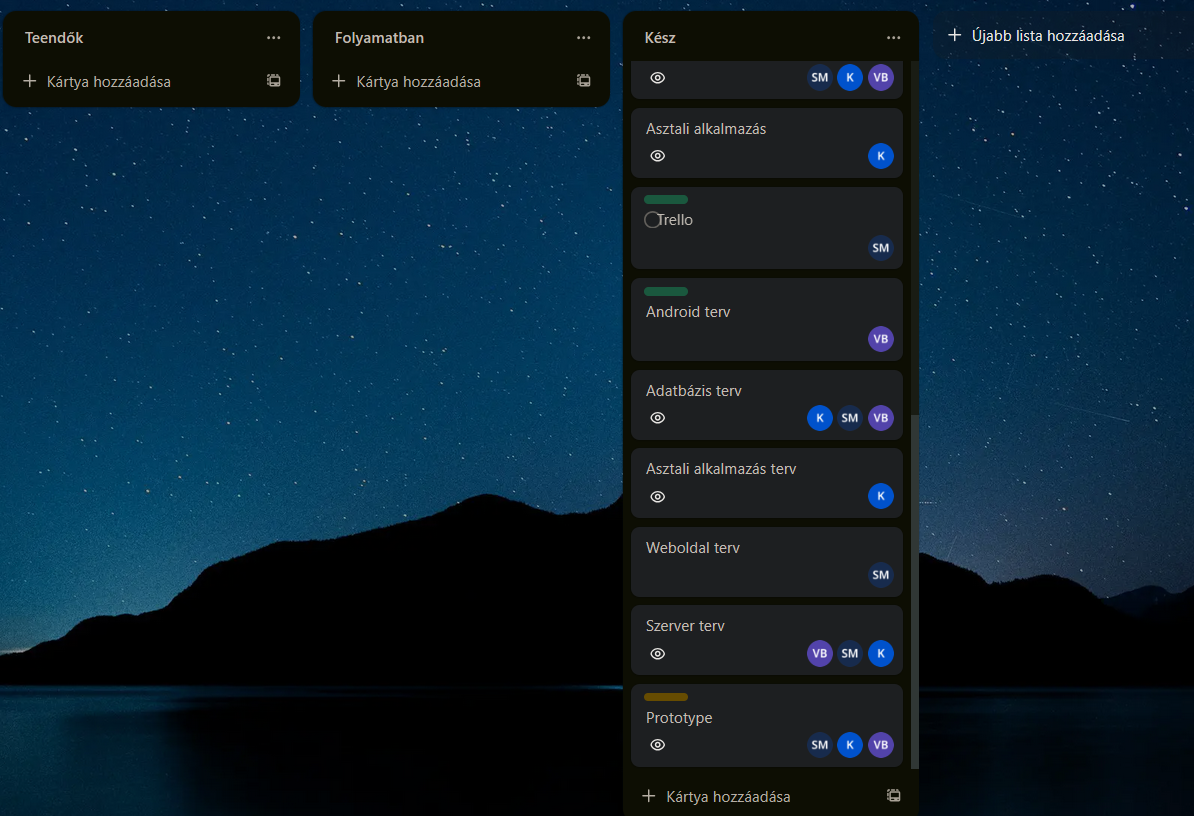 Teendők
Kártya hozzáadása
Folyamatban
Kártya hozzáadása
Kész
SM K VB
Asztali alkalmazás
K
Trello
SM
Android terv
VB
Adatbázis terv
K SM VB
Asztali alkalmazás terv
K
Weboldal terv
SM
Szerver terv
VB SM K
Prototype
SM K VB
Kártya hozzáadása
Újabb lista hozzáadása